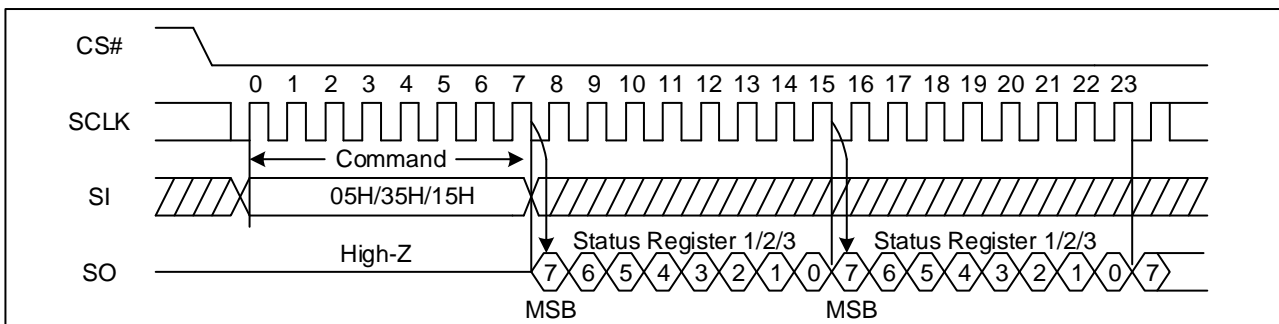 CS#
0 1 2 3 4 5 6 7 8 9 10 11 12 13 14 15 16 17 18 19 20 21 22 23
SCLK
Command
SI 05H/35H/15H
High-Z Status Register 1/2/3 Status Register 1/2/3
SO 7 6 5 4 3 2 1 0 7 6 5 4 3 2 1 0 7
MSB MSB